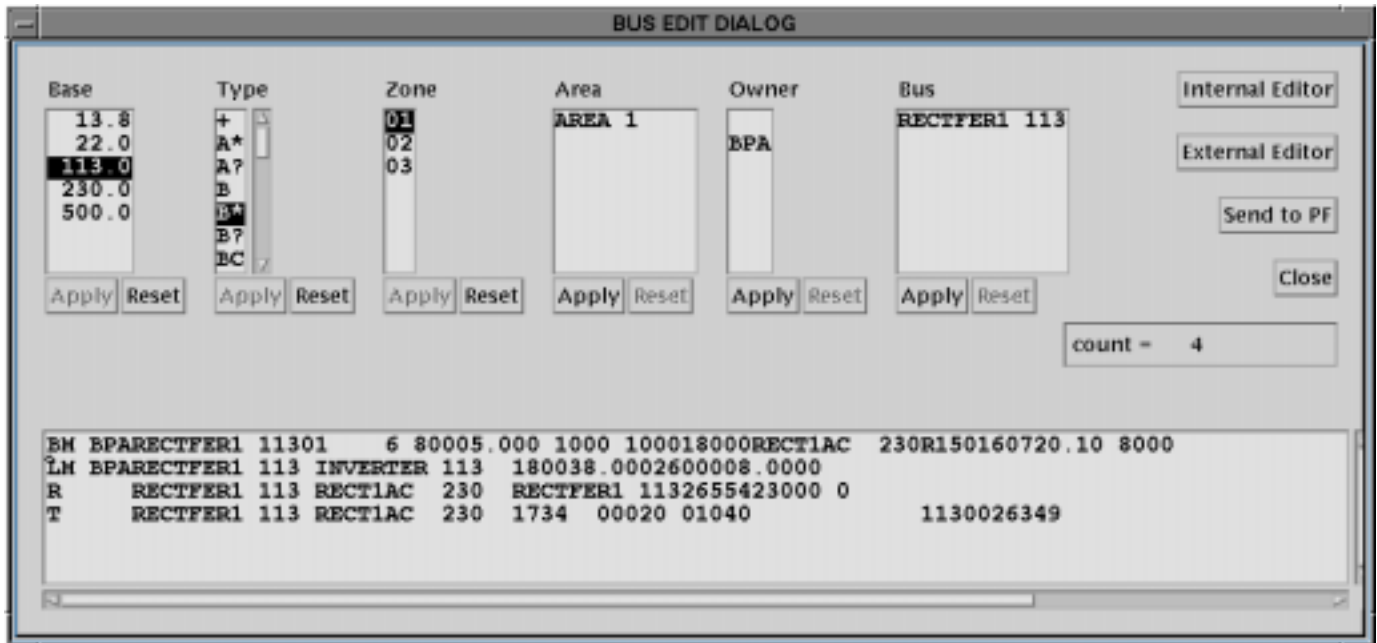 BUS EDIT DIALOG
Base Type Zone Area Owner Bus
Internal Editor
13.8
22.0
113.0
230.0
500.0
+
A*
A?
B
B*
B?
BC
01
02
03
AREA 1
BPA
RECTFER1 113
External Editor
Send to PF
Close
Apply Reset Apply Reset Apply Reset Apply Reset Apply Reset Apply Reset
count = 4
BM BPARECTFER1 11301 6 80005.000 1000 100018000RECT1AC 230R150160720.10 8000
LM BPARECTFER1 113 INVERTER 113 180038.0002600008.0000
R RECTFER1 113 RECT1AC 230 RECTFER1 1132655423000 0
T RECTFER1 113 RECT1AC 230 1734 00020 01040 1130026349